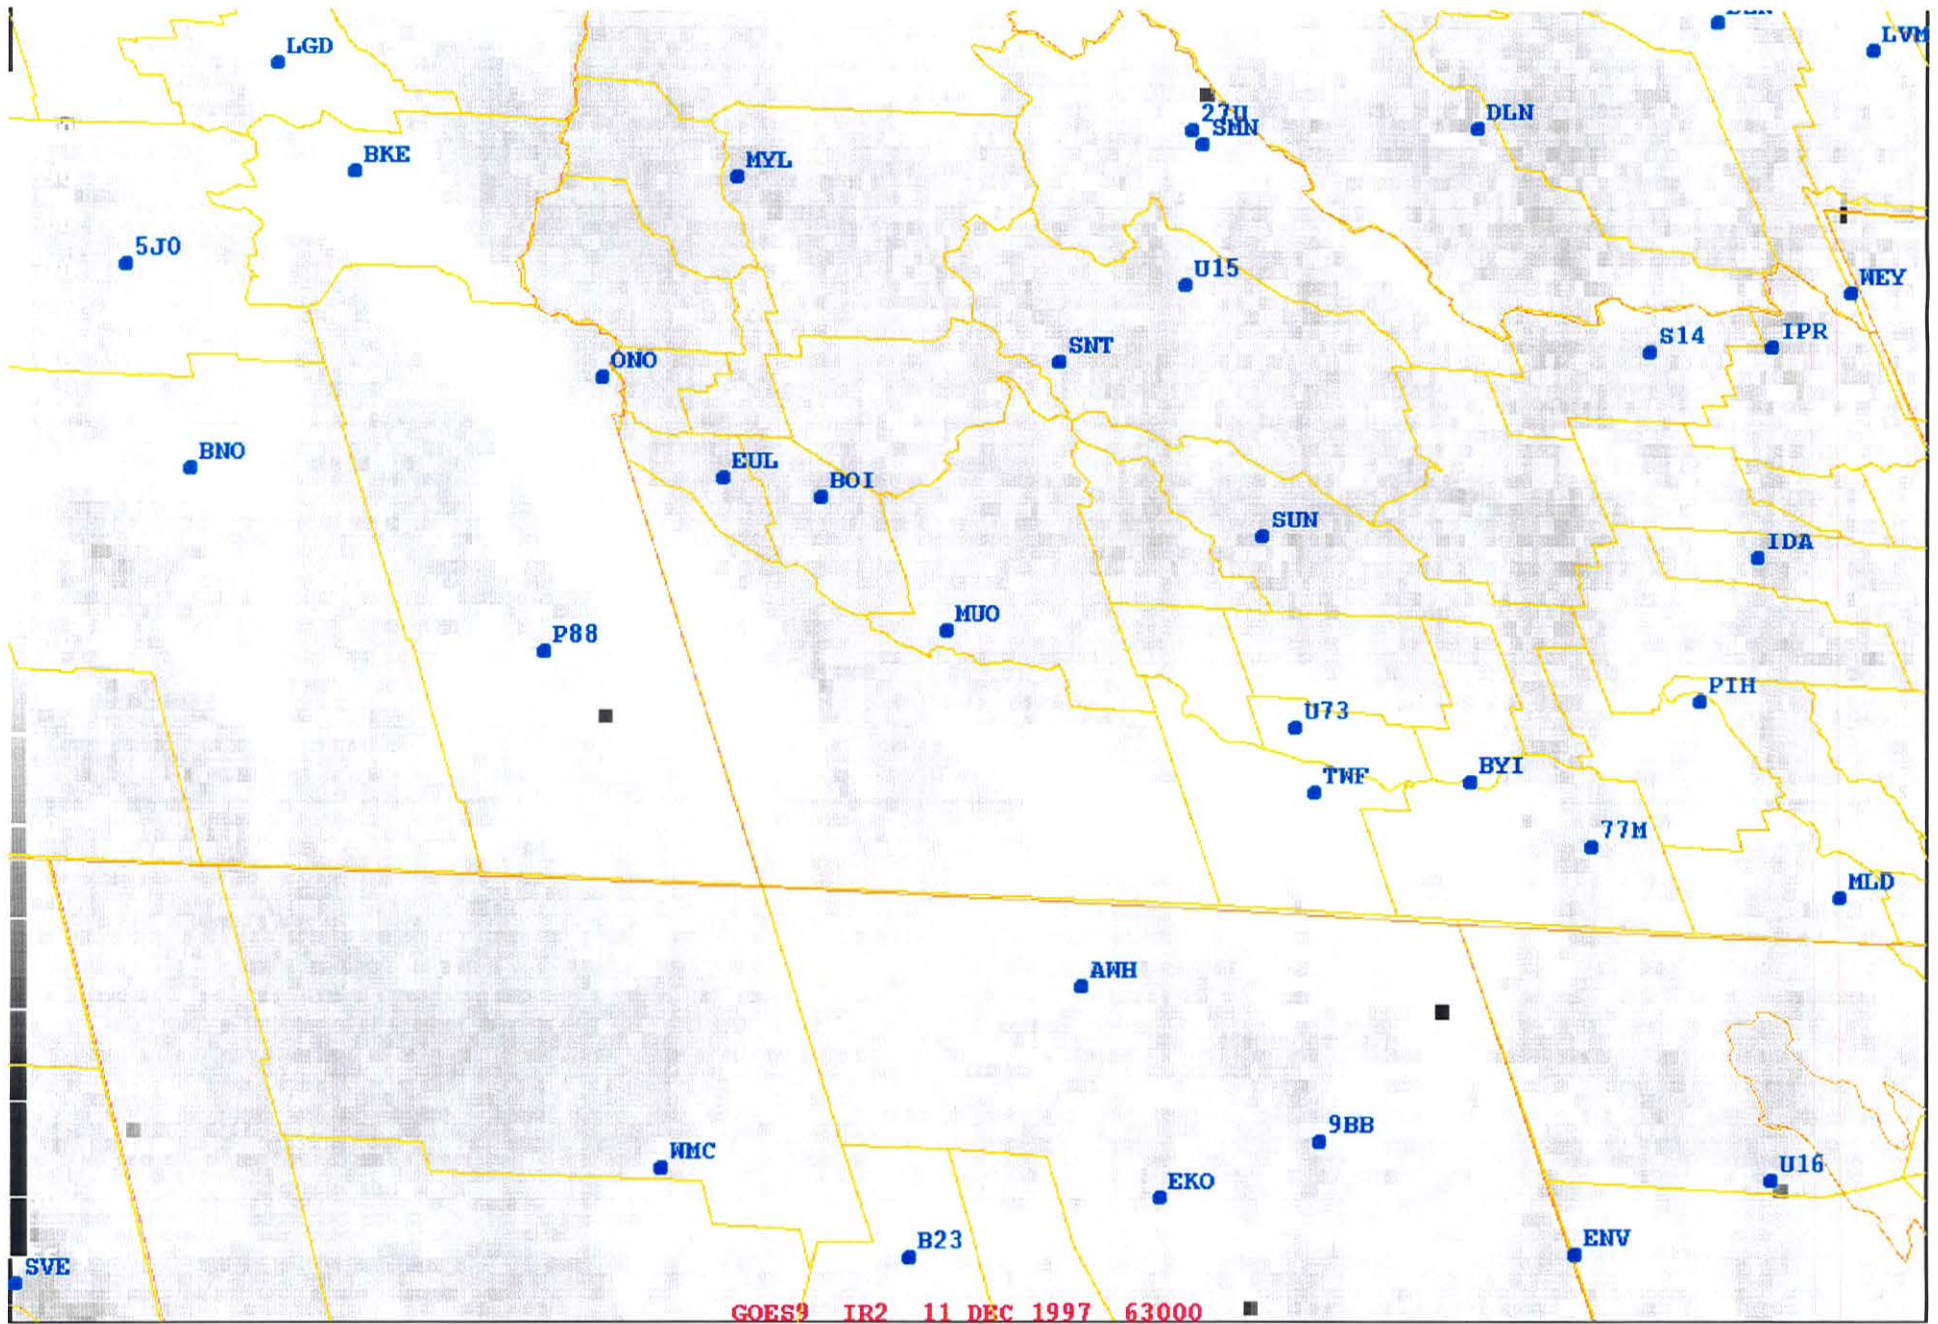 LGD
LVM
27U
SMN
DLN
BKE
MYL
5J0
U15
WEY
S14
IPR
ONO
SNT
BNO
EUL
BOI
SUN
IDA
MUO
P88
PIH
U73
TWF
BYI
77M
MLD
AWH
9BB
WMC
EKO
U16
B23
ENV
SVE
GOES9 IR2 11 DEC 1997 63000